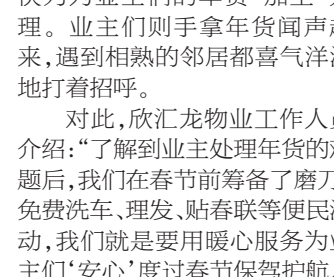 理。业主们则手拿年货闻声
来,遇到相熟的邻居都喜气洋
地打着招呼。
对此,欣汇龙物业工作人
介绍:“了解到业主处理年货的
题后,我们在春节前筹备了磨刀
免费洗车、理发、贴春联等便民
动,我们就是要用暖心服务为
主们‘安心’度过春节保驾护航